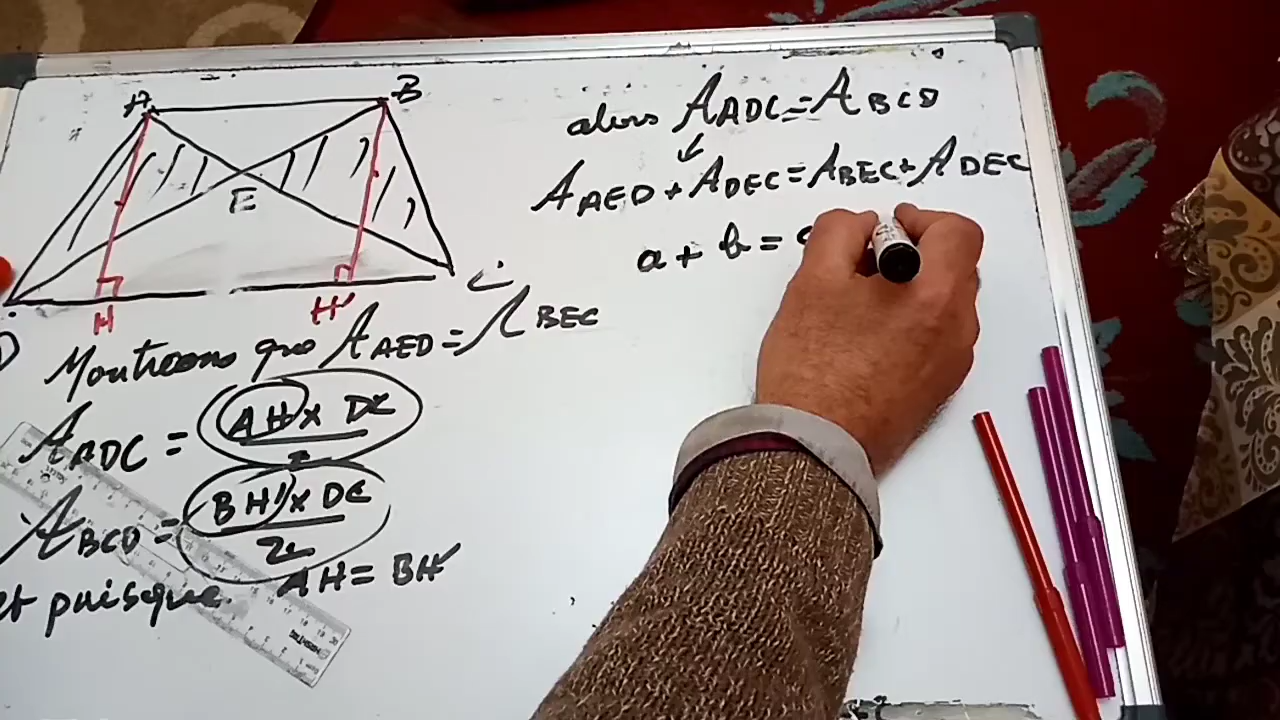 A B
E
D C
H H'
1) Montrons que A AED = A BEC
A ADC = AH x DC / 2
A BCD = BH' x DC / 2
et puisque AH = BH'
alors A ADC = A BCD
A AED + A DEC = A BEC + A DEC
a + b =